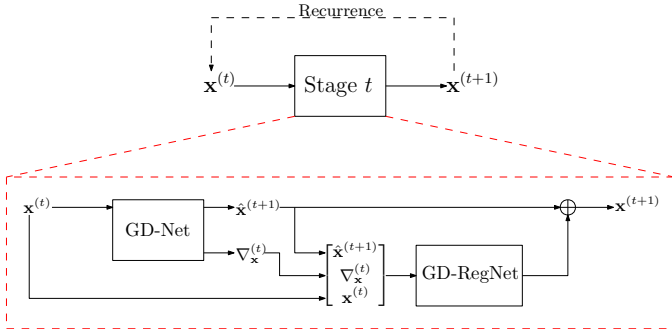 Recurrence
x^(t) Stage t x^(t+1)
x^(t) GD-Net x̂^(t+1) x^(t+1)
∇_x^(t) x̂^(t+1)
∇_x^(t) GD-RegNet
x^(t)